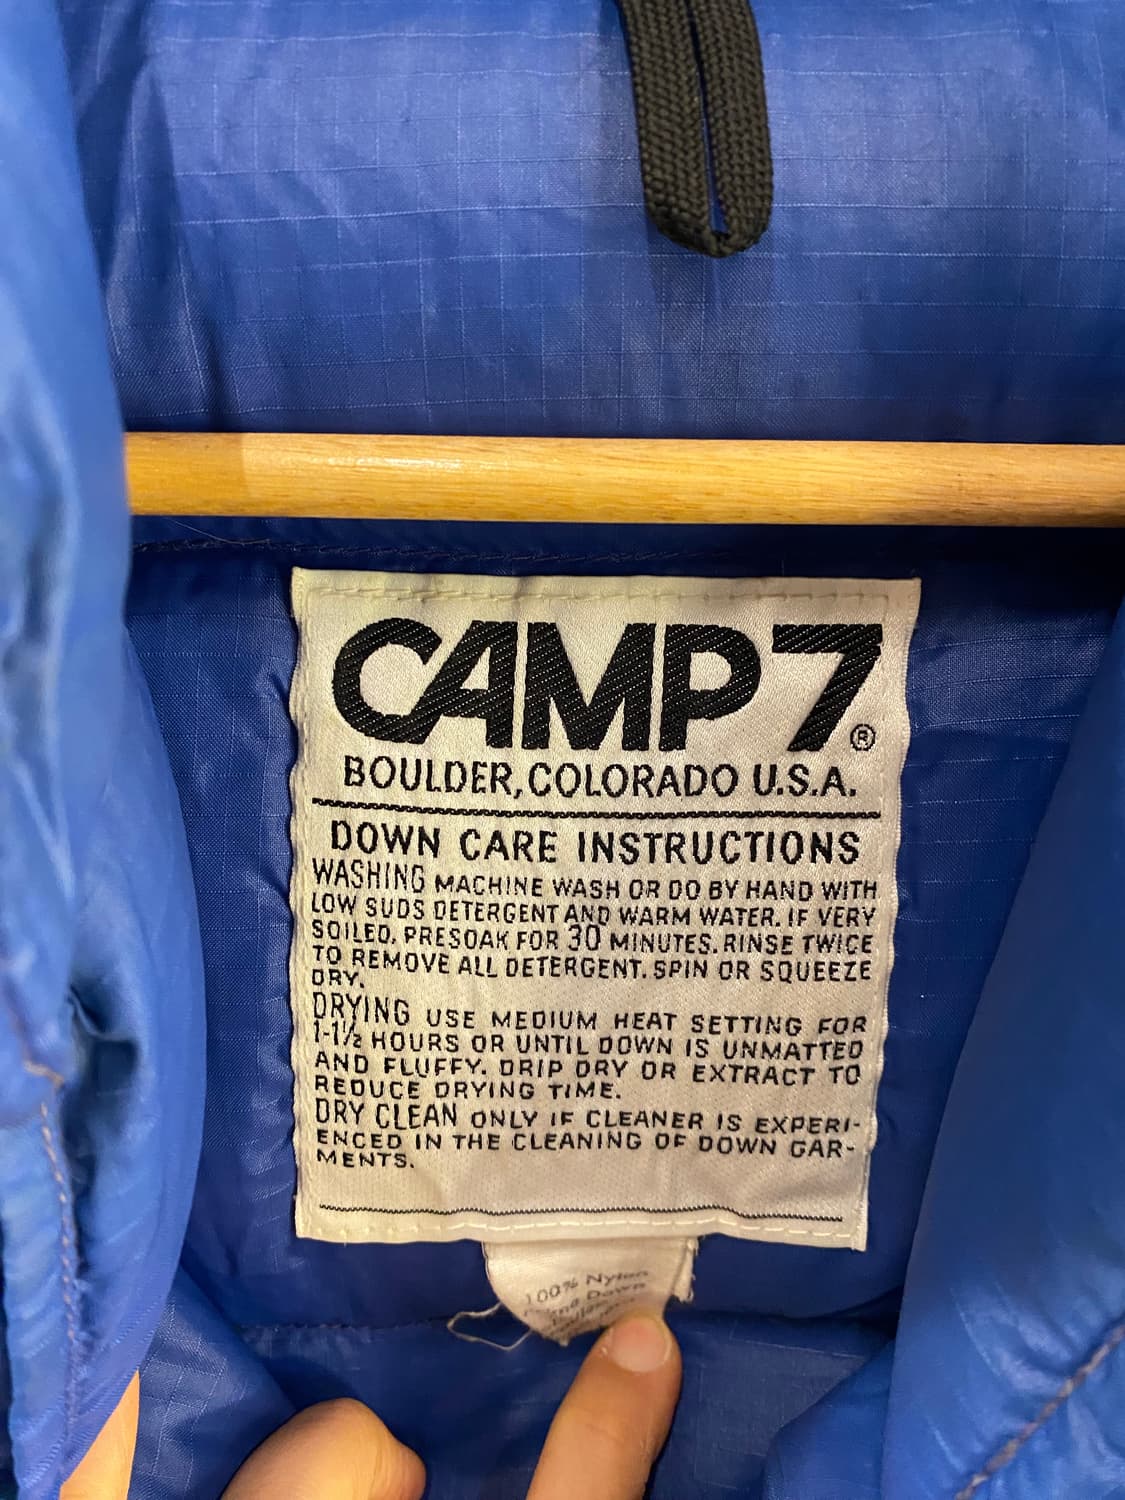 CAMP 7®
BOULDER, COLORADO U.S.A.
DOWN CARE INSTRUCTIONS
WASHING MACHINE WASH OR DO BY HAND WITH
LOW SUDS DETERGENT AND WARM WATER. IF VERY
SOILED, PRESOAK FOR 30 MINUTES. RINSE TWICE
TO REMOVE ALL DETERGENT. SPIN OR SQUEEZE
DRY.
DRYING USE MEDIUM HEAT SETTING FOR
1-1½ HOURS OR UNTIL DOWN IS UNMATTED
AND FLUFFY. DRIP DRY OR EXTRACT TO
REDUCE DRYING TIME.
DRY CLEAN ONLY IF CLEANER IS EXPERI-
ENCED IN THE CLEANING OF DOWN GAR-
MENTS.
100% Nylon
Down